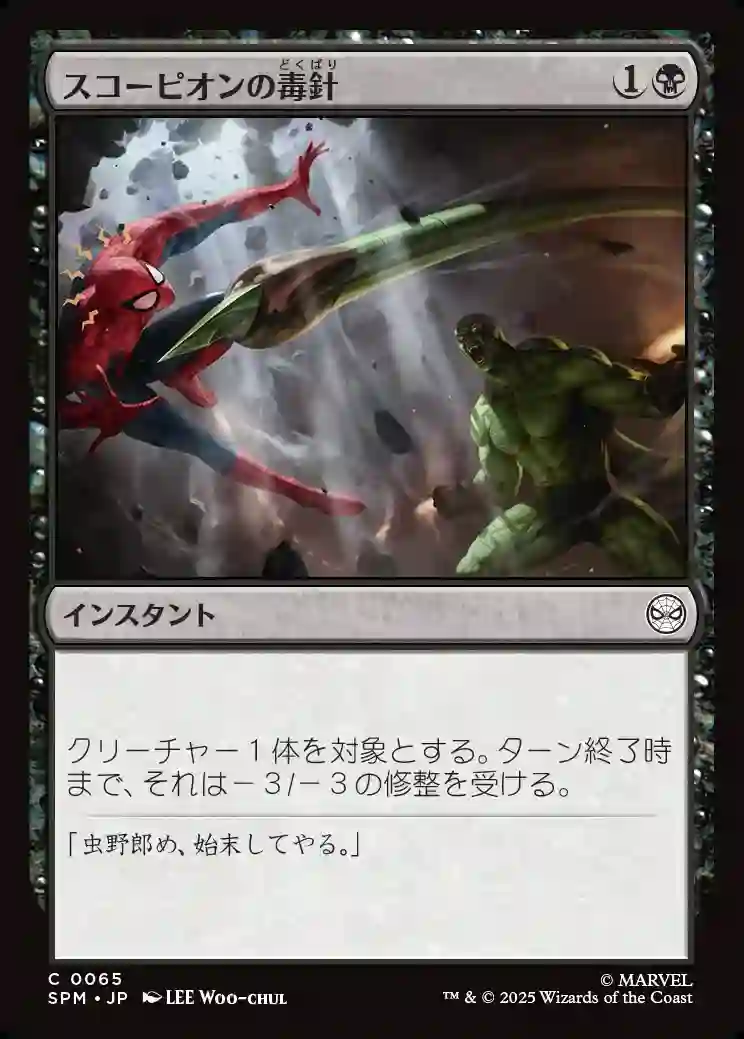 どくばり
スコーピオンの毒針
1
インスタント
クリーチャー１体を対象とする。ターン終了時
まで、それは－３/－３の修整を受ける。
「虫野郎め、始末してやる。」
C 0065
SPM • JP LEE WOO-CHUL
© MARVEL
™ & © 2025 Wizards of the Coast